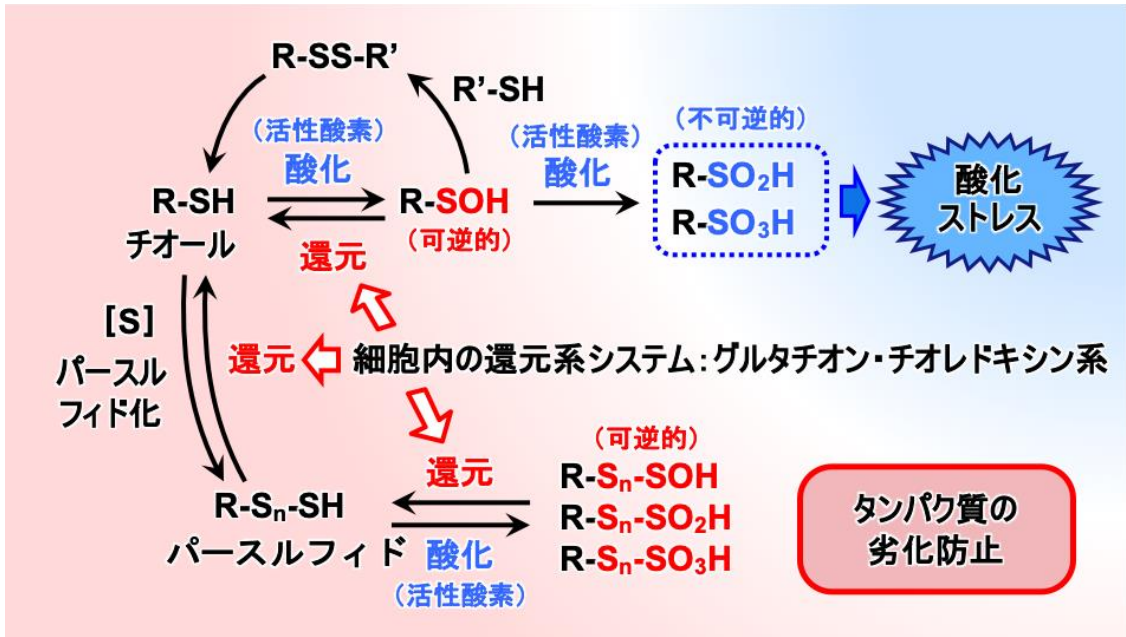 R-SS-R’
R’-SH
（活性酸素）
酸化
（活性酸素）
酸化
（不可逆的）
R-SO₂H
R-SO₃H
酸化
ストレス
R-SH
チオール
R-SOH
（可逆的）
還元
[S]
パースル
フィド化
還元
細胞内の還元系システム：グルタチオン・チオレドキシン系
還元
（可逆的）
R-Sₙ-SOH
R-Sₙ-SO₂H
R-Sₙ-SO₃H
R-Sₙ-SH
パースルフィド
酸化
（活性酸素）
タンパク質の
劣化防止